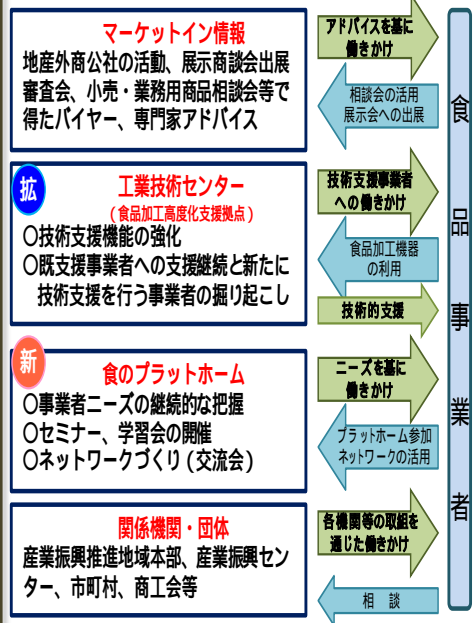 マーケットイン情報
地産外商公社の活動、展示商談会出展
審査会、小売・業務用商品相談会等で
得たバイヤー、専門家アドバイス
アドバイスを基に
働きかけ
相談会の活用
展示会への出展
拡
工業技術センター
(食品加工高度化支援拠点)
○技術支援機能の強化
○既支援事業者への支援継続と新たに
技術支援を行う事業者の掘り起こし
技術支援事業者
への働きかけ
食品加工機器
の利用
技術的支援
新
食のプラットホーム
○事業者ニーズの継続的な把握
○セミナー、学習会の開催
○ネットワークづくり(交流会)
ニーズを基に
働きかけ
プラットホーム参加
ネットワークの活用
関係機関・団体
産業振興推進地域本部、産業振興セン
ター、市町村、商工会等
各機関等の取組を
通じた働きかけ
相 談
食品事業者